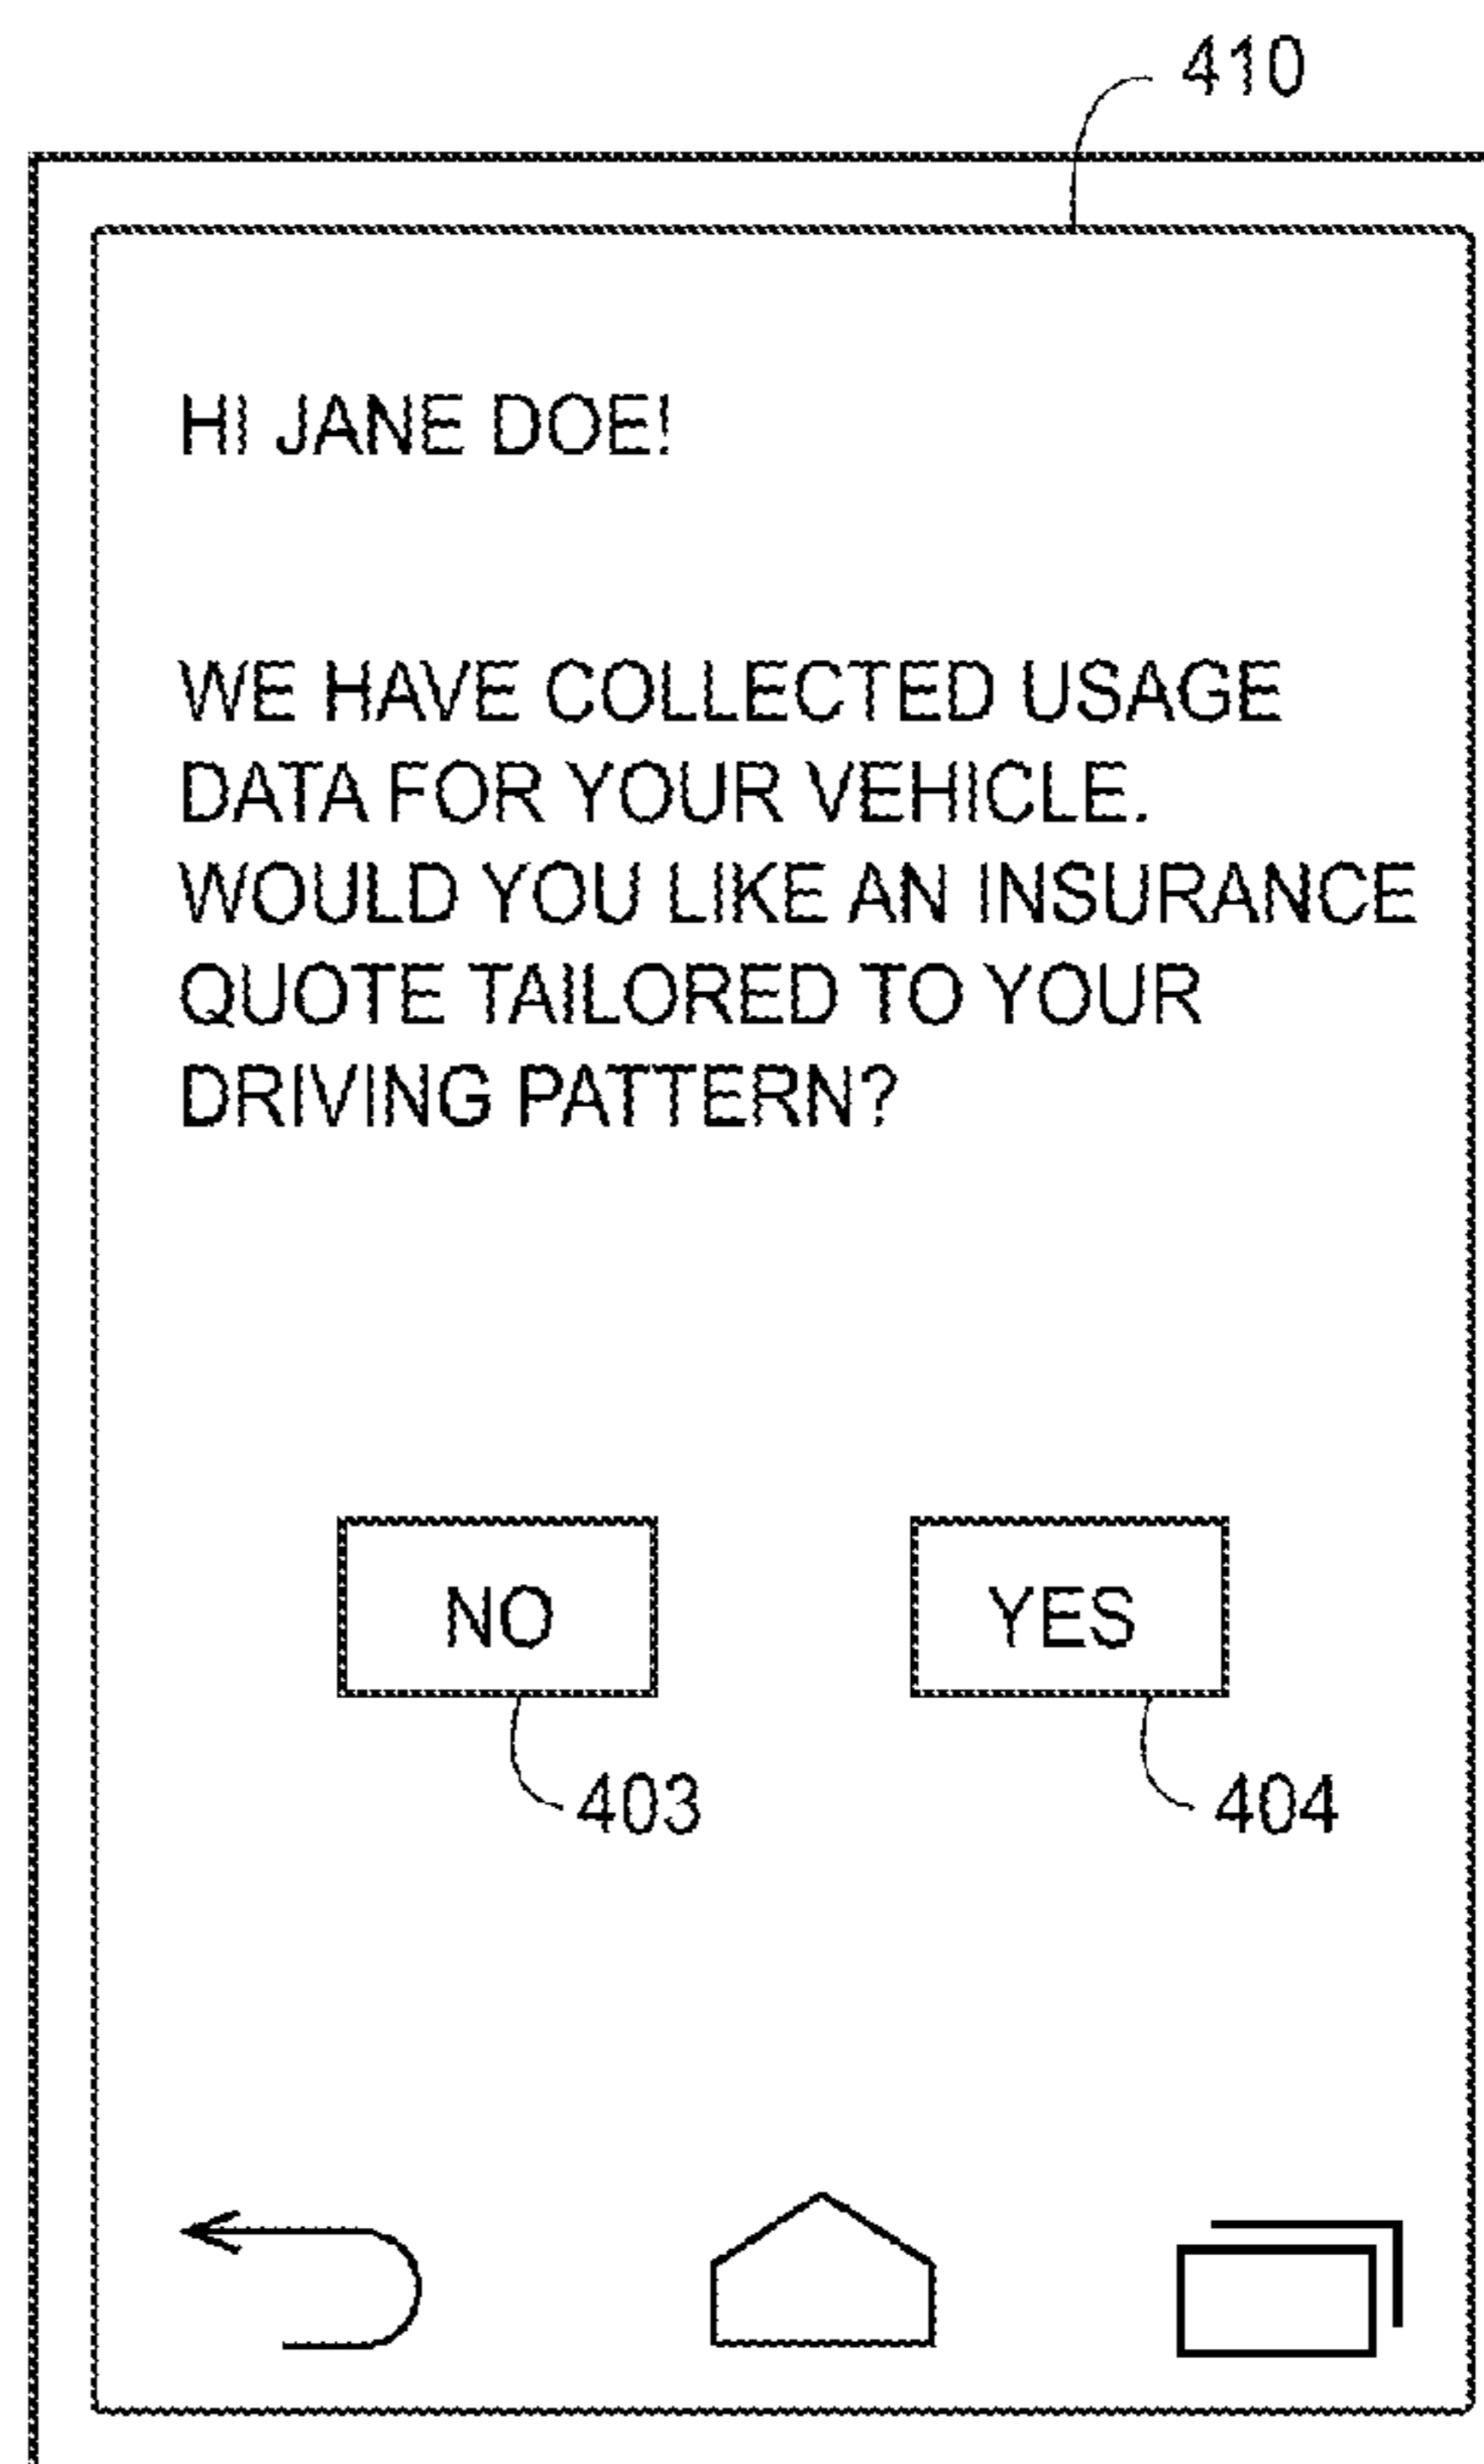 410
HI JANE DOE!
WE HAVE COLLECTED USAGE
DATA FOR YOUR VEHICLE.
WOULD YOU LIKE AN INSURANCE
QUOTE TAILORED TO YOUR
DRIVING PATTERN?
NO YES
403 404